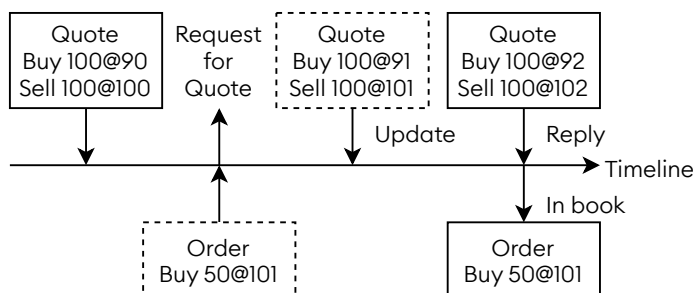 Quote
Buy 100@90
Sell 100@100
Request
for
Quote
Quote
Buy 100@91
Sell 100@101
Quote
Buy 100@92
Sell 100@102
Update
Reply
Timeline
In book
Order
Buy 50@101
Order
Buy 50@101